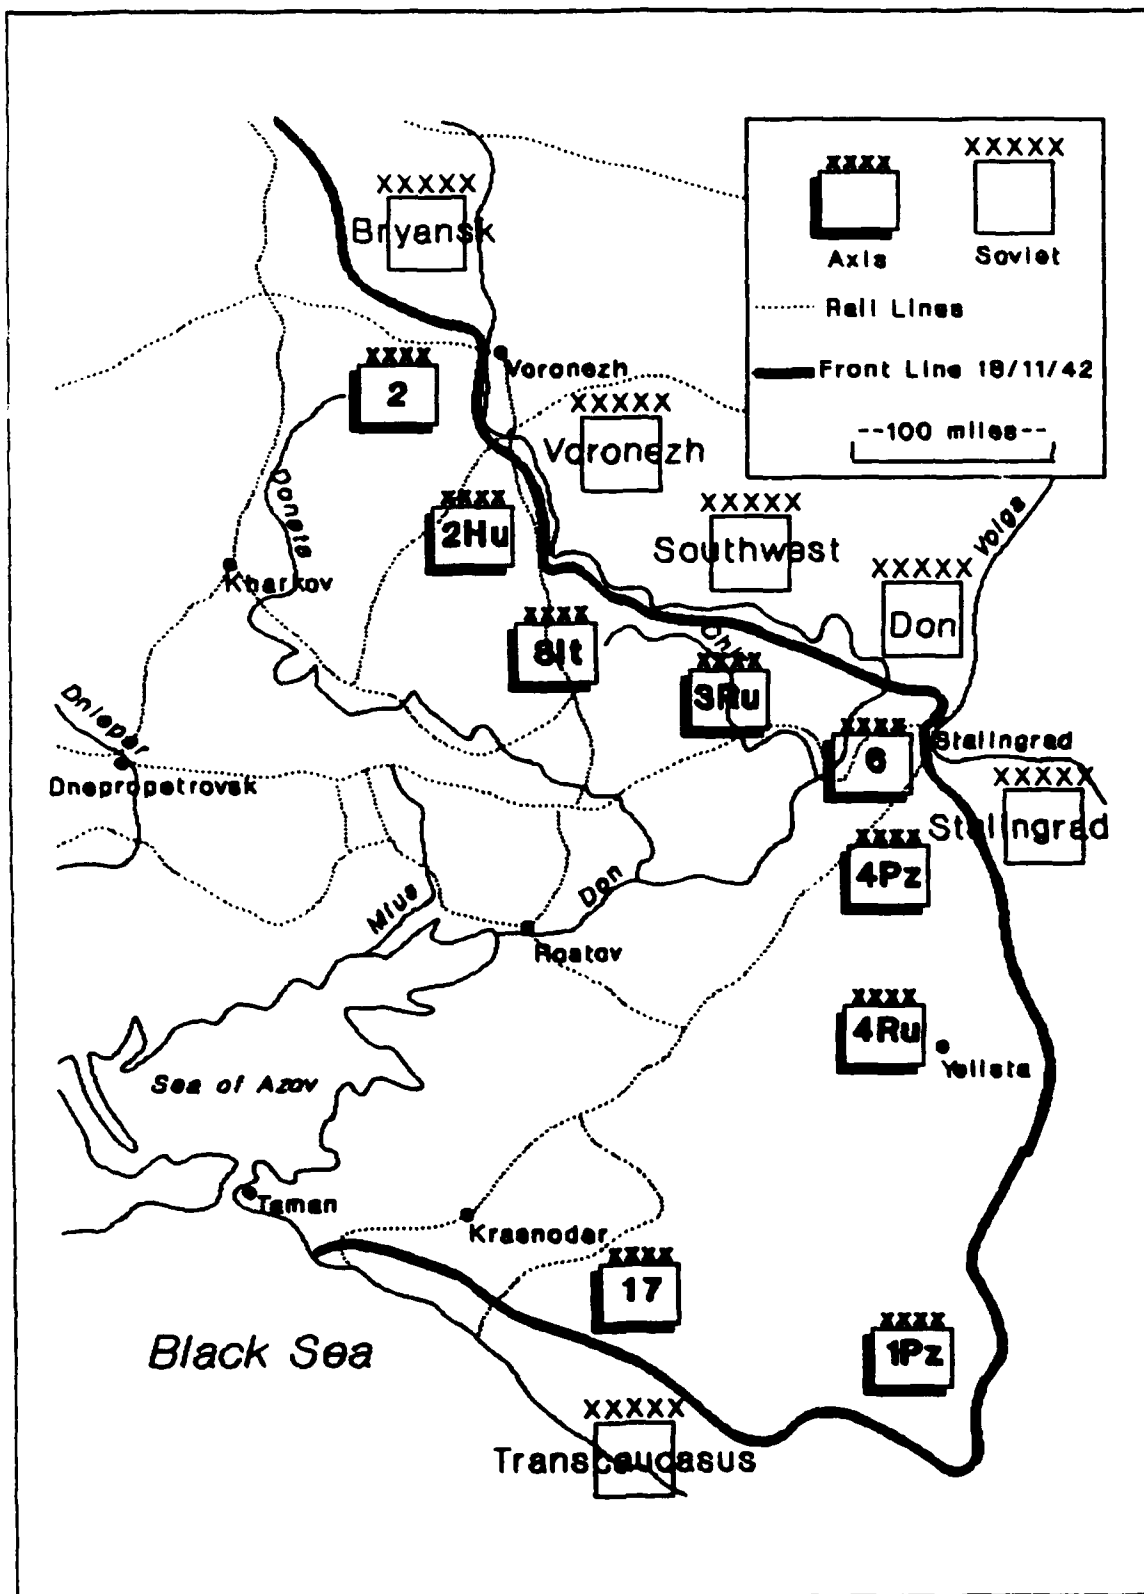 XXXXX
Bryansk
XXXX
XXXXX
Axis
Soviet
Rail Lines
Front Line 18/11/42
--100 miles--
XXXX
2
Voronezh
XXXXX
Voronezh
Donets
XXXX
2Hu
XXXXX
Southwest
Volga
XXXXX
Don
Kharkov
XXXX
8It
Chi
XXXX
3Ru
Dnieper
Dnepropetrovsk
XXXX
6
Stalingrad
XXXXX
Stalingrad
XXXX
4Pz
Mius
Don
Rostov
XXXX
4Ru
Yelista
Sea of Azov
Taman
Krasnodar
XXXX
17
Black Sea
XXXX
1Pz
XXXXX
Transcaucasus